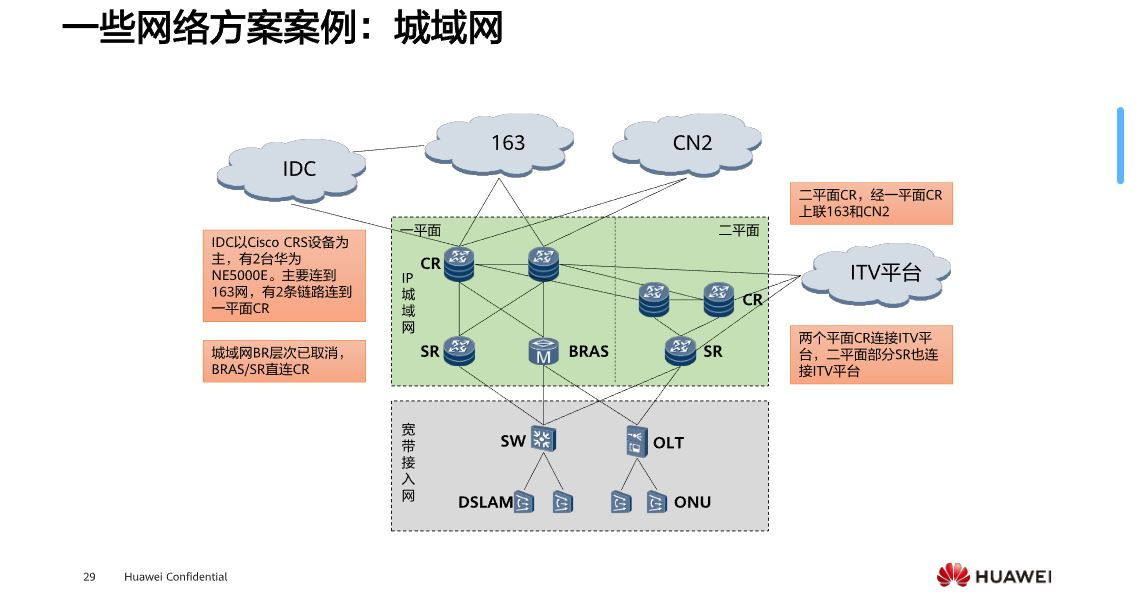 一些网络方案案例：城域网
163
CN2
IDC
二平面CR，经一平面CR
上联163和CN2
一平面
二平面
IDC以Cisco CRS设备为
主，有2台华为
NE5000E。主要连到
163网，有2条链路连到
一平面CR
CR
IP
城
域
网
ITV平台
CR
城域网BR层次已取消，
BRAS/SR直连CR
SR
M
BRAS
SR
两个平面CR连接ITV平
台，二平面部分SR也连
接ITV平台
宽
带
接
入
网
SW
OLT
DSLAM
ONU
29
Huawei Confidential
HUAWEI